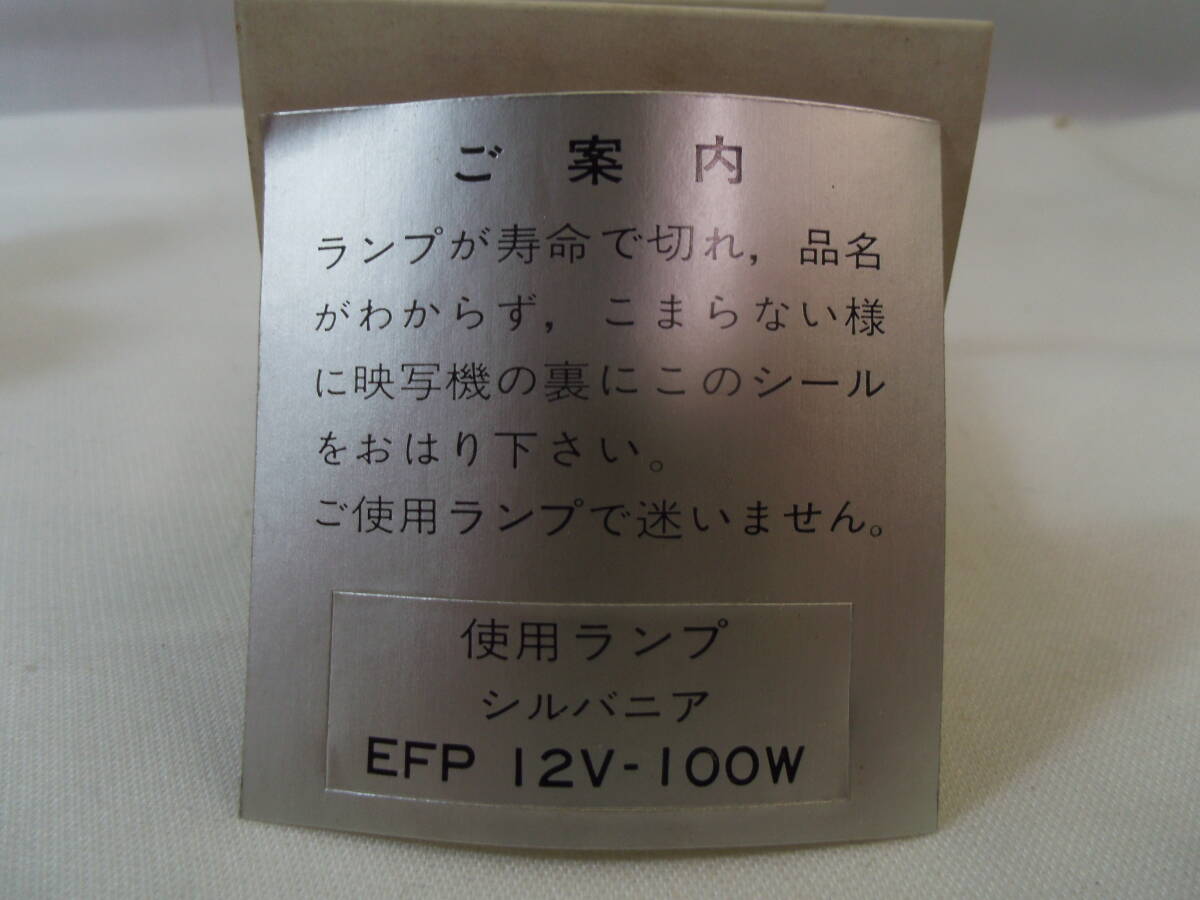 ご案内
ランプが寿命で切れ，品名
がわからず，こまらない様
に映写機の裏にこのシール
をおはり下さい。
ご使用ランプで迷いません。
使用ランプ
シルバニア
EFP 12V-100W